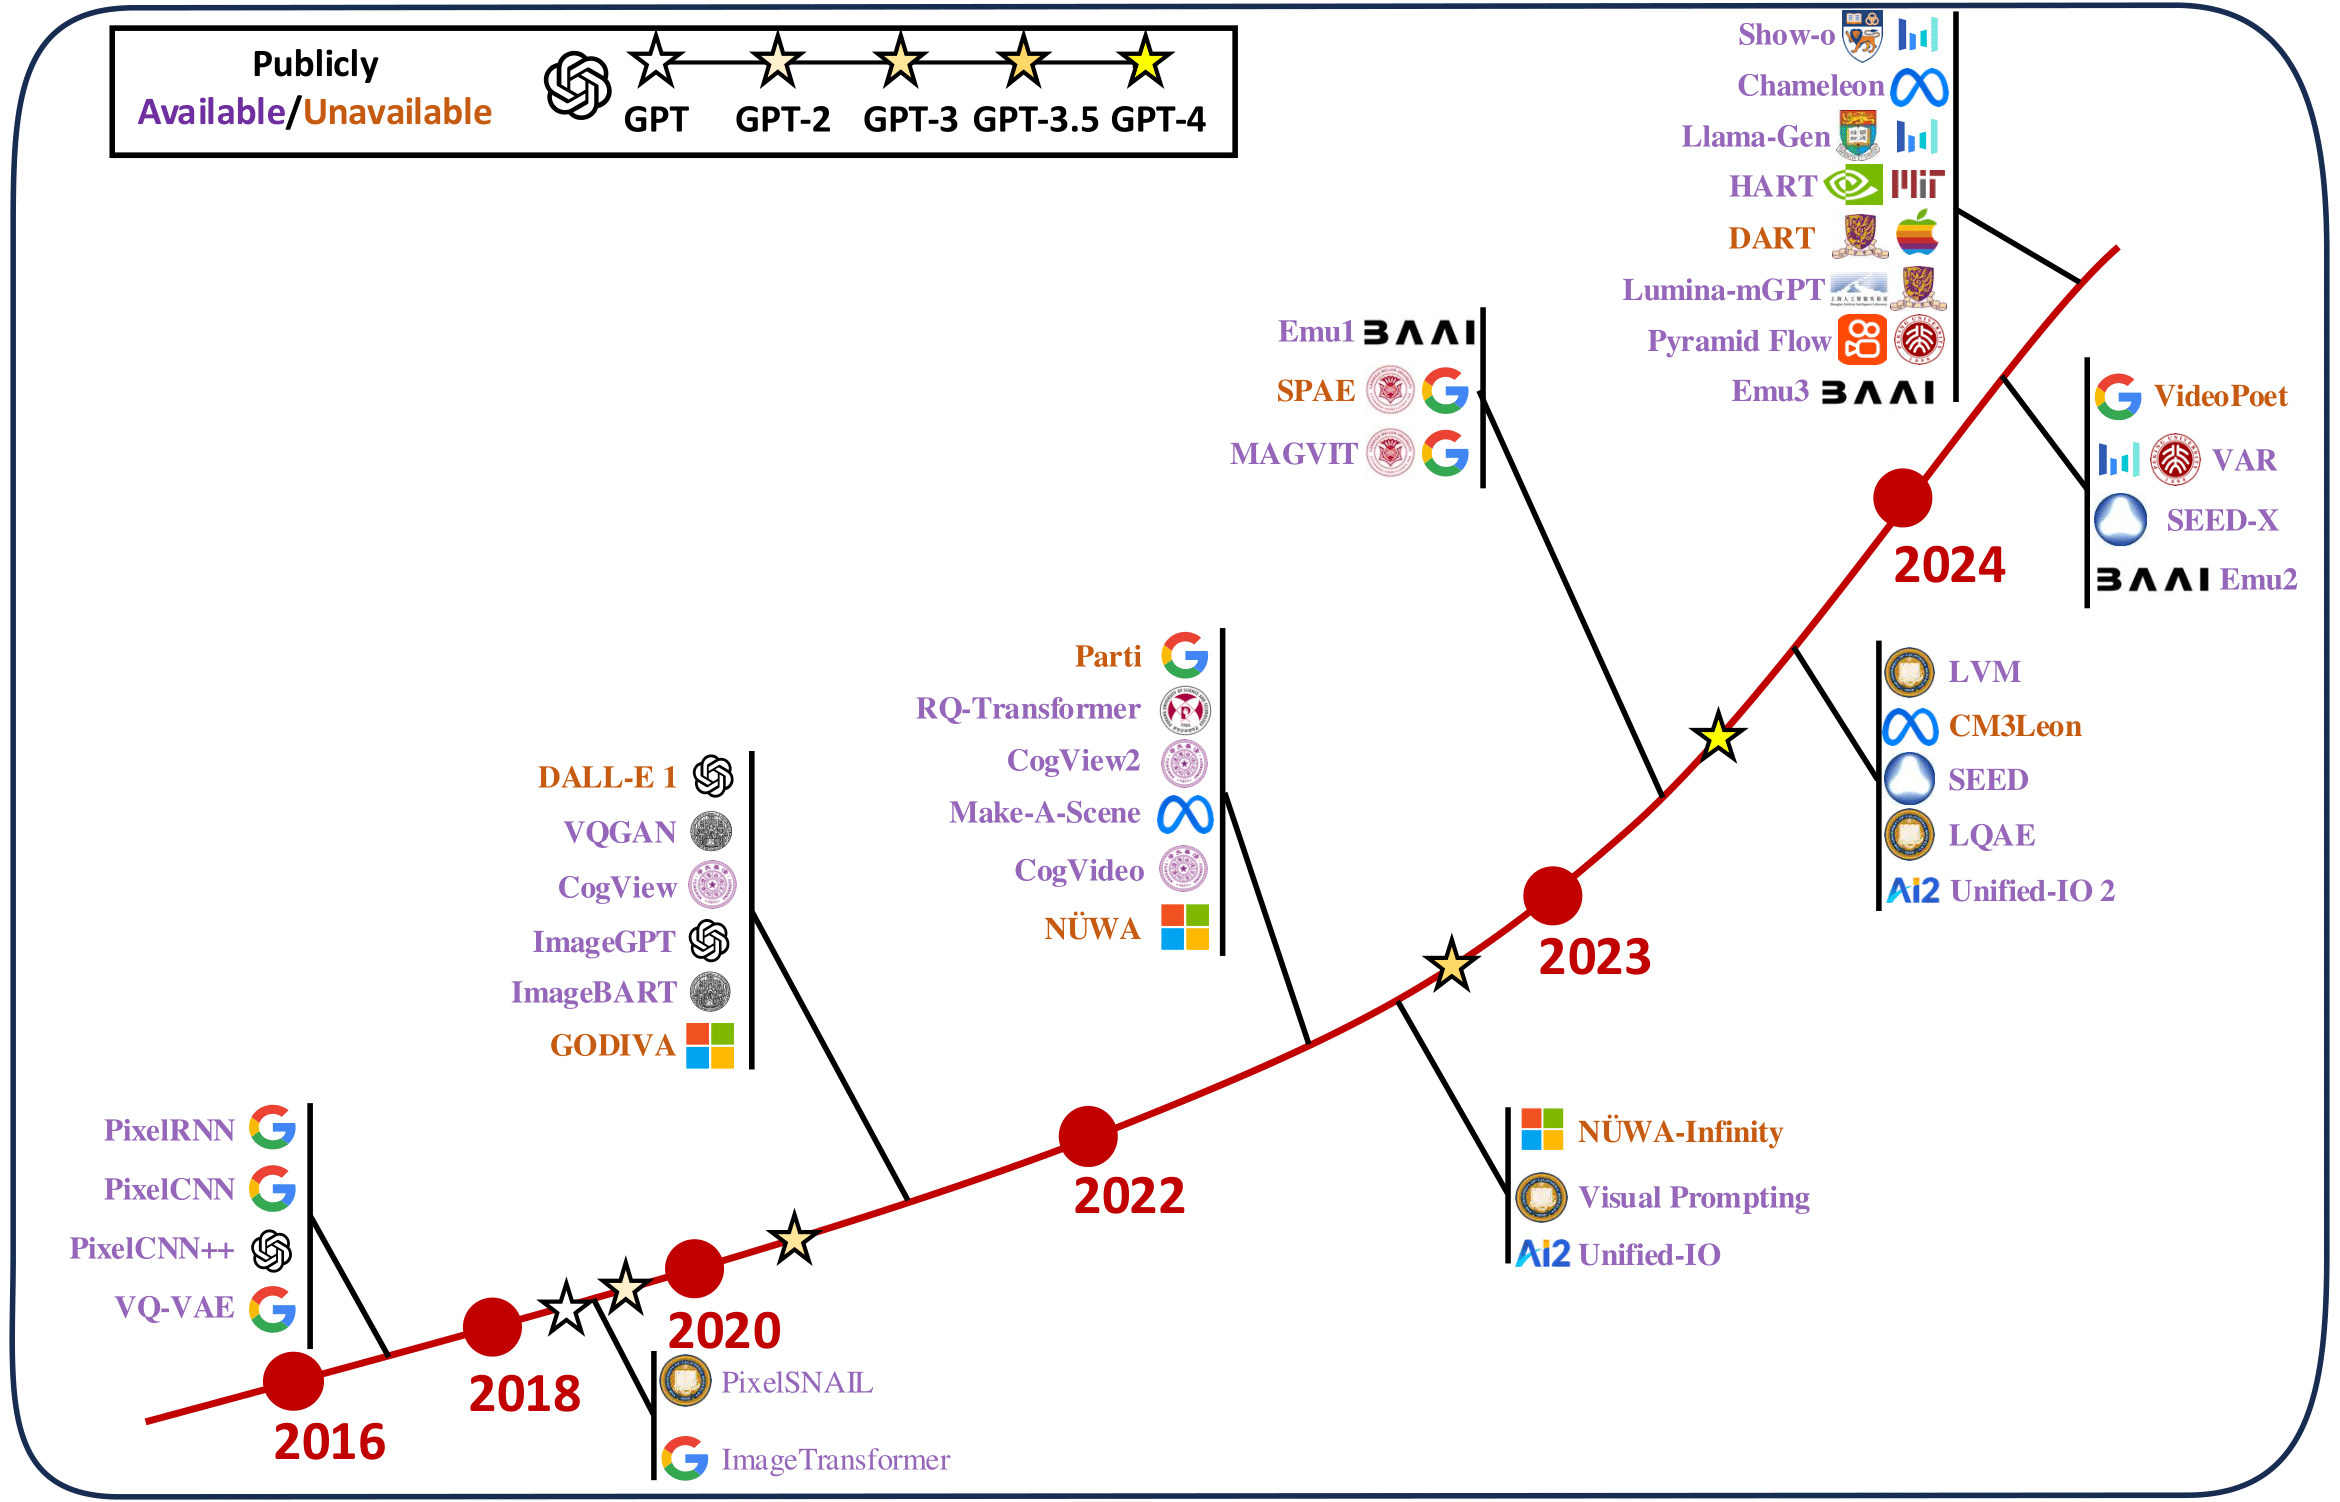 Publicly
Available/Unavailable
GPT
GPT-2
GPT-3
GPT-3.5
GPT-4
Show-o
Chameleon
Llama-Gen
HART
MIT
DART
Lumina-mGPT
Pyramid Flow
Emu3 BAAI
Emu1 BAAI
SPAE
MAGVIT
VideoPoet
VAR
SEED-X
BAAI Emu2
2024
Parti
RQ-Transformer
CogView2
Make-A-Scene
CogVideo
NÜWA
LVM
CM3Leon
SEED
LQAE
Ai2 Unified-IO 2
DALL-E 1
VQGAN
CogView
ImageGPT
ImageBART
GODIVA
2023
NÜWA-Infinity
Visual Prompting
Ai2 Unified-IO
2022
PixelRNN
PixelCNN
PixelCNN++
VQ-VAE
2020
2018
2016
PixelSNAIL
ImageTransformer